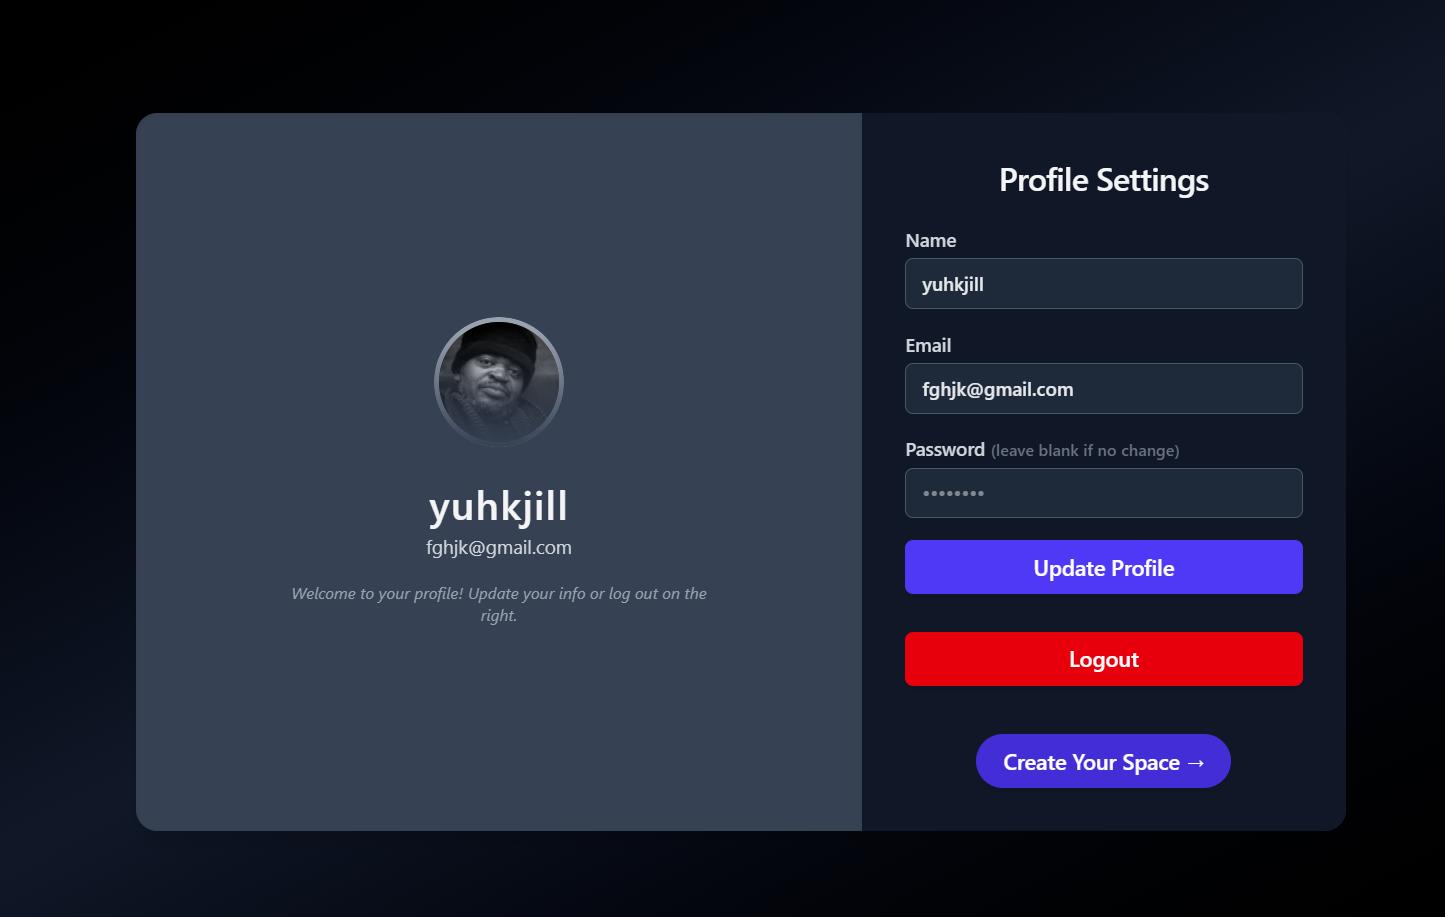 yuhkjill
fghjk@gmail.com
Welcome to your profile! Update your info or log out on the
right.
Profile Settings
Name
yuhkjill
Email
fghjk@gmail.com
Password (leave blank if no change)
••••••••
Update Profile
Logout
Create Your Space →